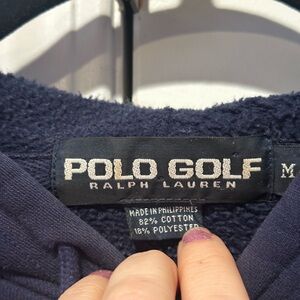 POLO GOLF
RALPH LAUREN
M
MADE IN PHILIPPINES
82% COTTON
18% POLYESTER